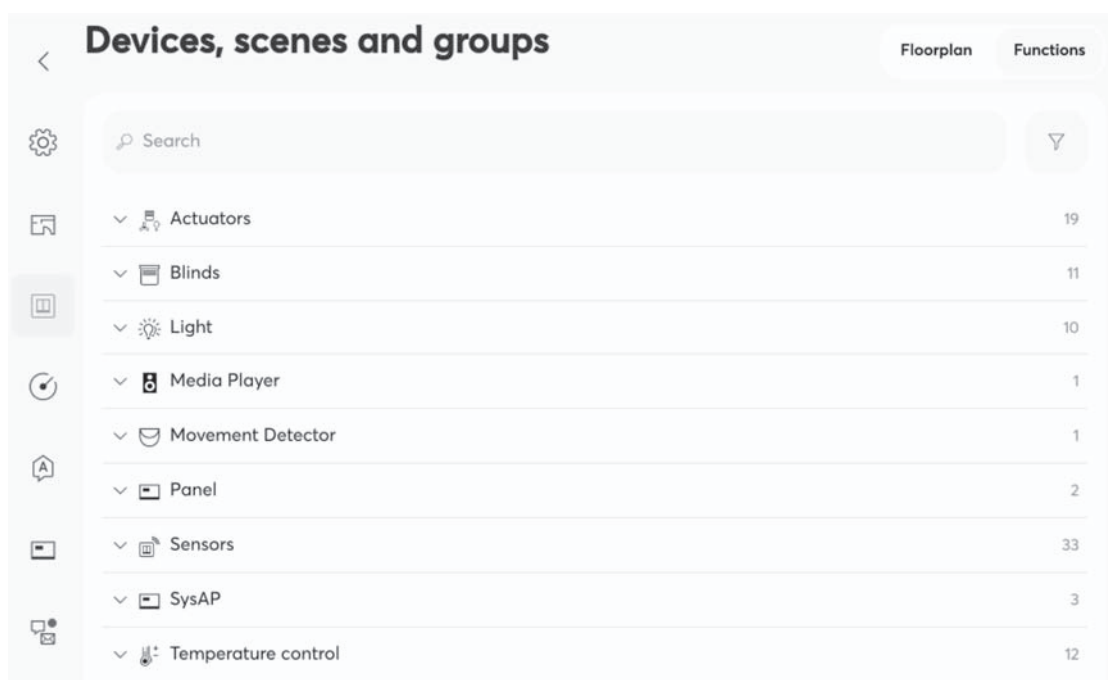 Devices, scenes and groups
Floorplan Functions
Search
Actuators 19
Blinds 11
Light 10
Media Player 1
Movement Detector 1
Panel 2
Sensors 33
SysAP 3
Temperature control 12